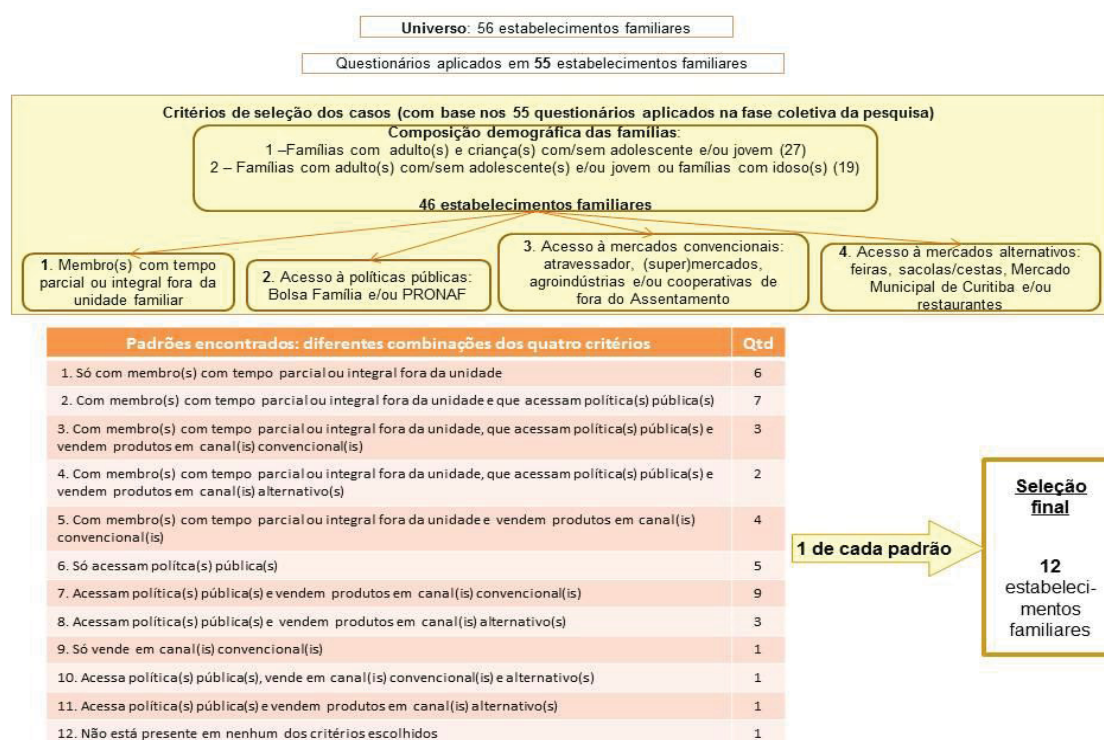 Universo: 56 estabelecimentos familiares
Questionários aplicados em 55 estabelecimentos familiares
Critérios de seleção dos casos (com base nos 55 questionários aplicados na fase coletiva da pesquisa)
Composição demográfica das famílias:
1 –Famílias com adulto(s) e criança(s) com/sem adolescente e/ou jovem (27)
2 – Famílias com adulto(s) com/sem adolescente(s) e/ou jovem ou famílias com idoso(s) (19)
46 estabelecimentos familiares
1. Membro(s) com tempo
parcial ou integral fora da
unidade familiar
2. Acesso à políticas públicas:
Bolsa Família e/ou PRONAF
3. Acesso à mercados convencionais:
atravessador, (super)mercados,
agroindústrias e/ou cooperativas de
fora do Assentamento
4. Acesso à mercados alternativos:
feiras, sacolas/cestas, Mercado
Municipal de Curitiba e/ou
restaurantes
Padrões encontrados: diferentes combinações dos quatro critérios Qtd
1. Só com membro(s) com tempo parcial ou integral fora da unidade 6
2. Com membro(s) com tempo parcial ou integral fora da unidade e que acessam política(s) pública(s) 7
3. Com membro(s) com tempo parcial ou integral fora da unidade, que acessam política(s) pública(s) e 3
vendem produtos em canal(is) convencional(is)
4. Com membro(s) com tempo parcial ou integral fora da unidade, que acessam política(s) pública(s) e 2
vendem produtos em canal(is) alternativo(s)
5. Com membro(s) com tempo parcial ou integral fora da unidade e vendem produtos em canal(is) 4
convencional(is)
6. Só acessam polítca(s) pública(s) 5
7. Acessam política(s) pública(s) e vendem produtos em canal(is) convencional(is) 9
8. Acessam política(s) pública(s) e vendem produtos em canal(is) alternativo(s) 3
9. Só vende em canal(is) convencional(is) 1
10. Acessa política(s) pública(s), vende em canal(is) convencional(is) e alternativo(s) 1
11. Acessa política(s) pública(s) e vendem produtos em canal(is) alternativo(s) 1
12. Não está presente em nenhum dos critérios escolhidos 1
1 de cada padrão
Seleção
final
12
estabeleci-
mentos
familiares